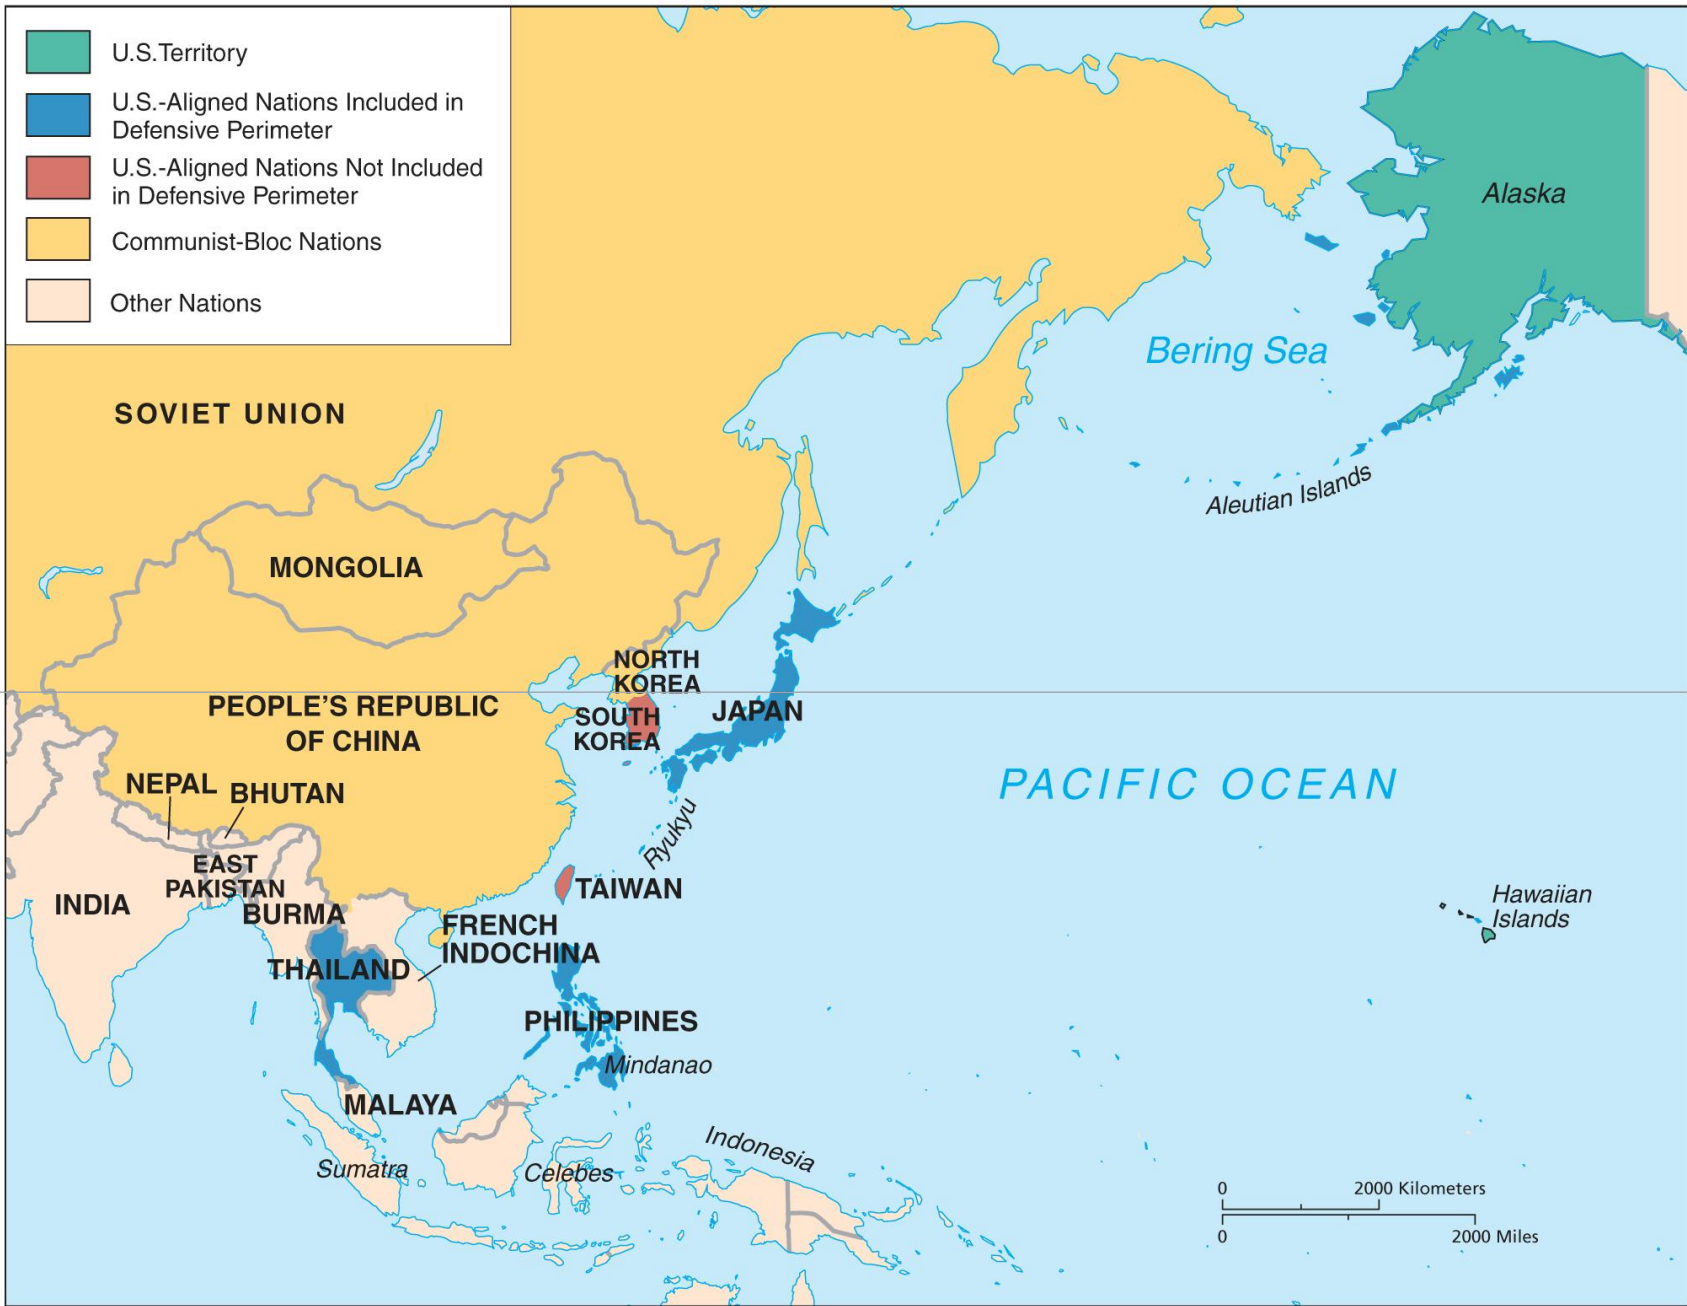 U.S.Territory
U.S.-Aligned Nations Included in
Defensive Perimeter
U.S.-Aligned Nations Not Included
in Defensive Perimeter
Communist-Bloc Nations
Other Nations
Alaska
Bering Sea
SOVIET UNION
Aleutian Islands
MONGOLIA
NORTH
KOREA
PEOPLE'S REPUBLIC
OF CHINA
SOUTH
KOREA
JAPAN
PACIFIC OCEAN
NEPAL
BHUTAN
Ryukyu
EAST
PAKISTAN
TAIWAN
INDIA
BURMA
Hawaiian
Islands
FRENCH
INDOCHINA
THAILAND
PHILIPPINES
Mindanao
MALAYA
Indonesia
Sumatra
Celebes
0 2000 Kilometers
0 2000 Miles